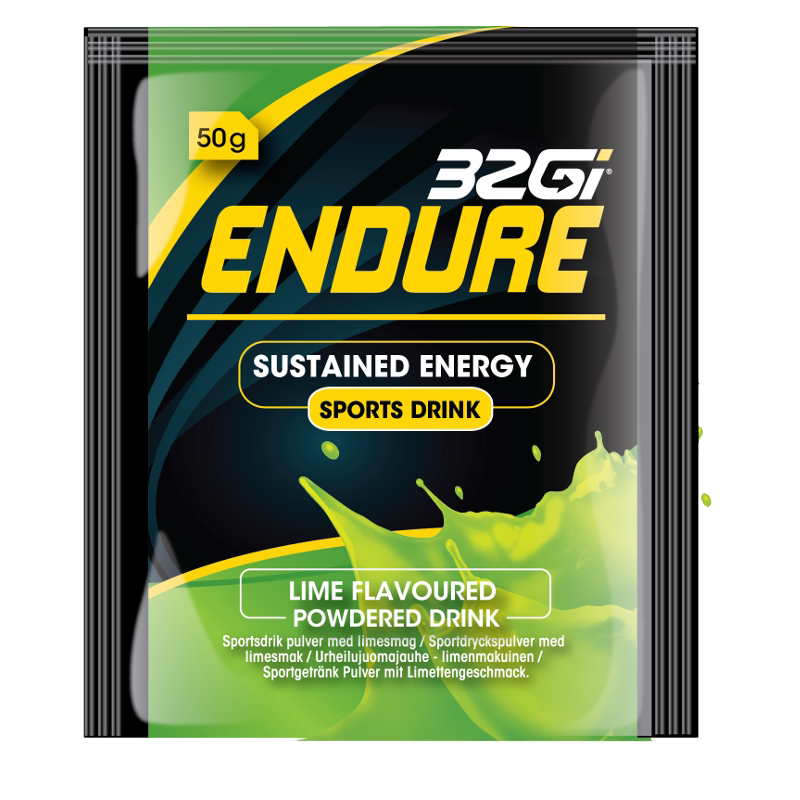 50g
32Gi®
ENDURE
SUSTAINED ENERGY
SPORTS DRINK
LIME FLAVOURED
POWDERED DRINK
Sportsdrik pulver med limesmag / Sportdryckspulver med
limesmak / Urheilujuomajauhe - limenmakuinen /
Sportgetränk Pulver mit Limettengeschmack.